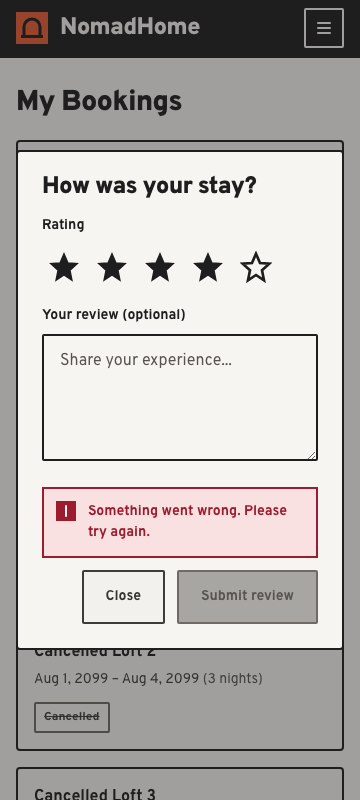 NomadHome
My Bookings
How was your stay?
Rating
Your review (optional)
Share your experience...
Something went wrong. Please
try again.
Close
Submit review
Cancelled Loft 2
Aug 1, 2099 – Aug 4, 2099 (3 nights)
Cancelled
Cancelled Loft 3